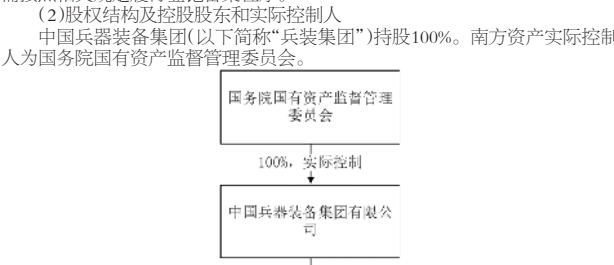 (2)股权结构及控股股东和实际控制人
中国兵器装备集团(以下简称“兵装集团”)持股100%。南方资产实际控制
人为国务院国有资产监督管理委员会。
国务院国有资产监督管理
委员会
100%，实际控制
中国兵器装备集团有限公
司